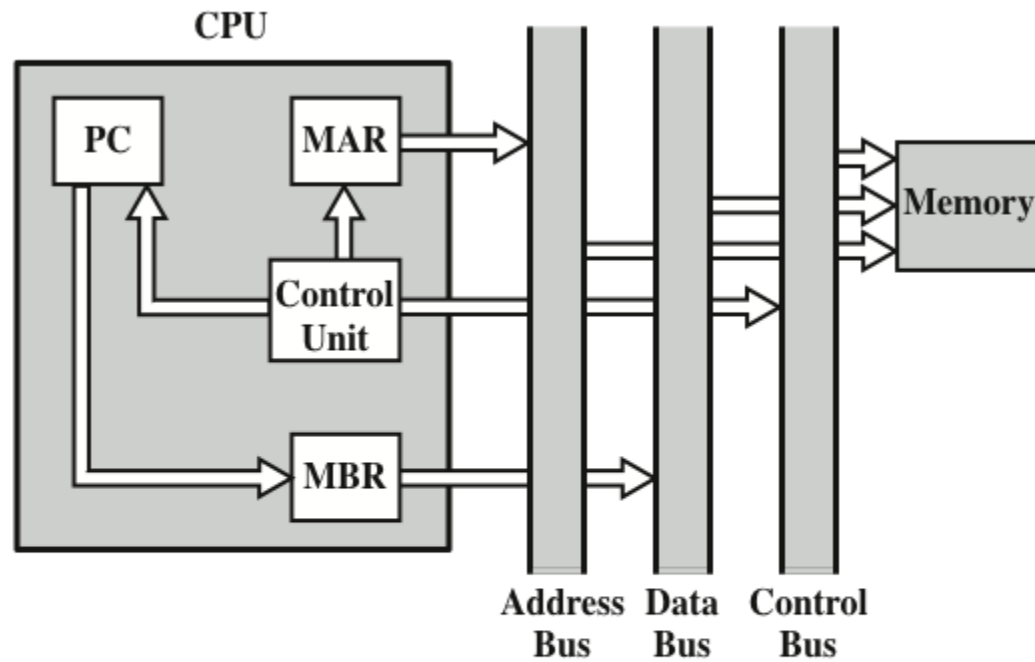 CPU
PC
MAR
Memory
Control
Unit
MBR
Address
Bus
Data
Bus
Control
Bus